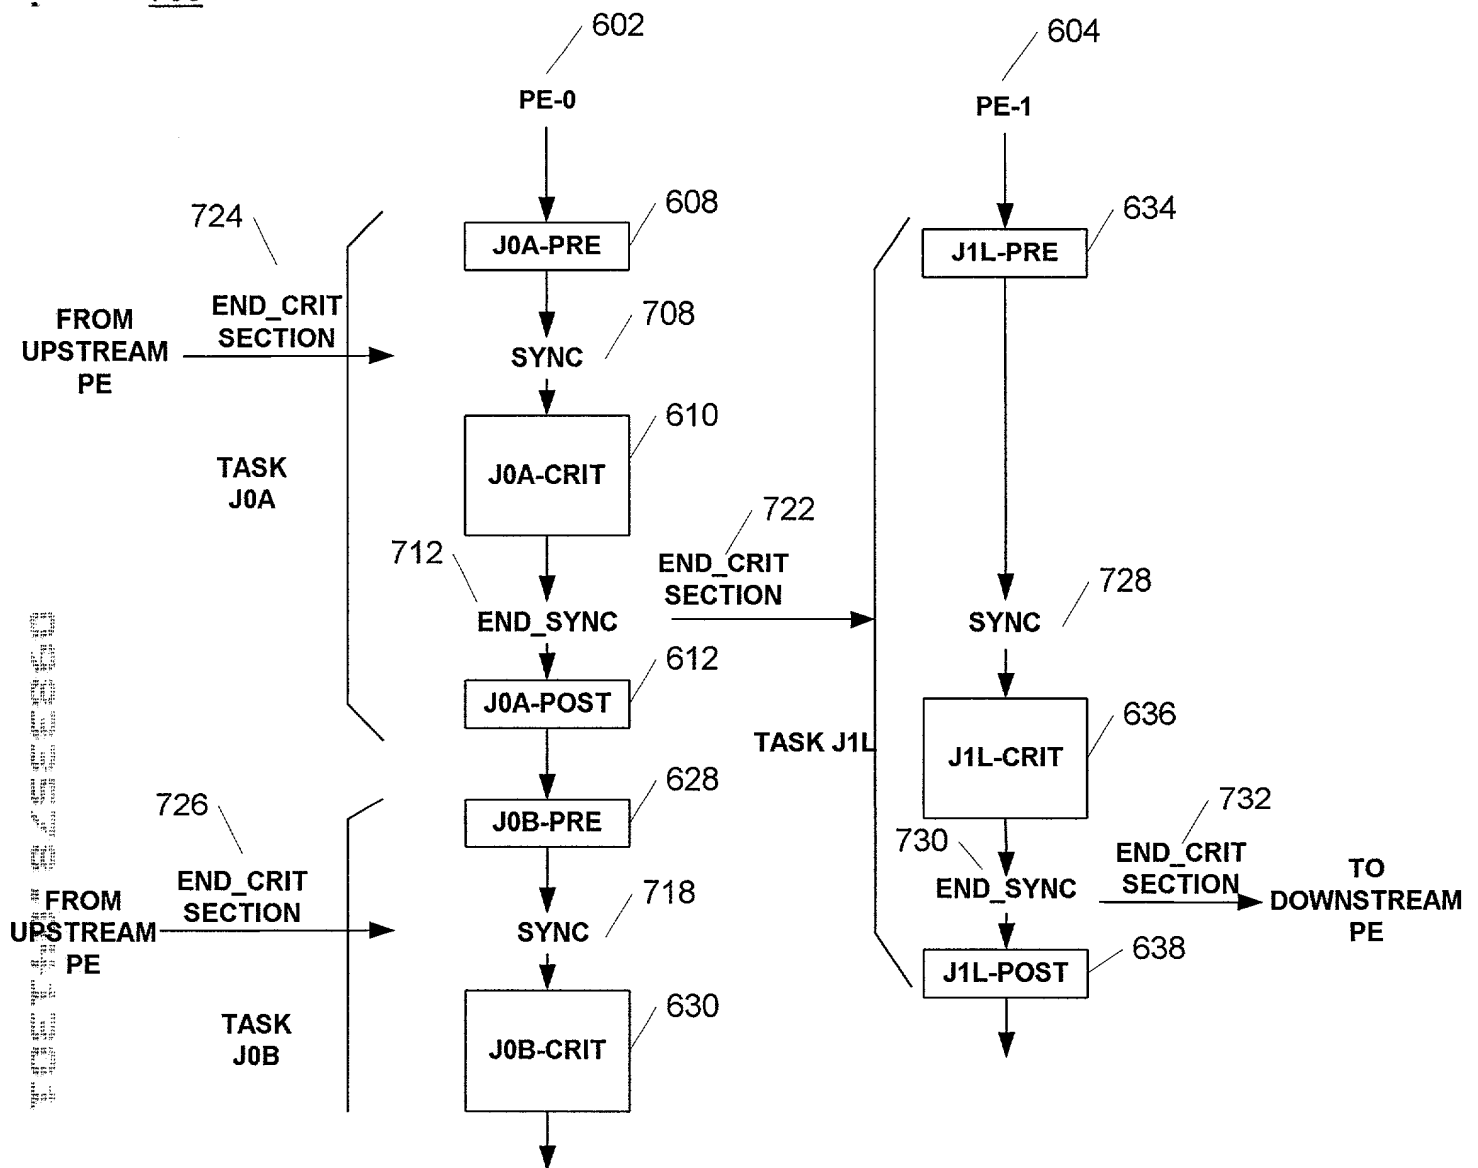 602
604
PE-0
PE-1
724
608
634
J0A-PRE
J1L-PRE
END_CRIT
SECTION
FROM
UPSTREAM
PE
708
SYNC
610
TASK
J0A
J0A-CRIT
722
712
END_CRIT
SECTION
728
END_SYNC
SYNC
612
J0A-POST
636
TASK J1L
J1L-CRIT
628
726
732
J0B-PRE
730
END_CRIT
SECTION
END_CRIT
SECTION
END_SYNC
TO
DOWNSTREAM
PE
718
FROM
UPSTREAM
PE
SYNC
638
J1L-POST
630
TASK
J0B
J0B-CRIT